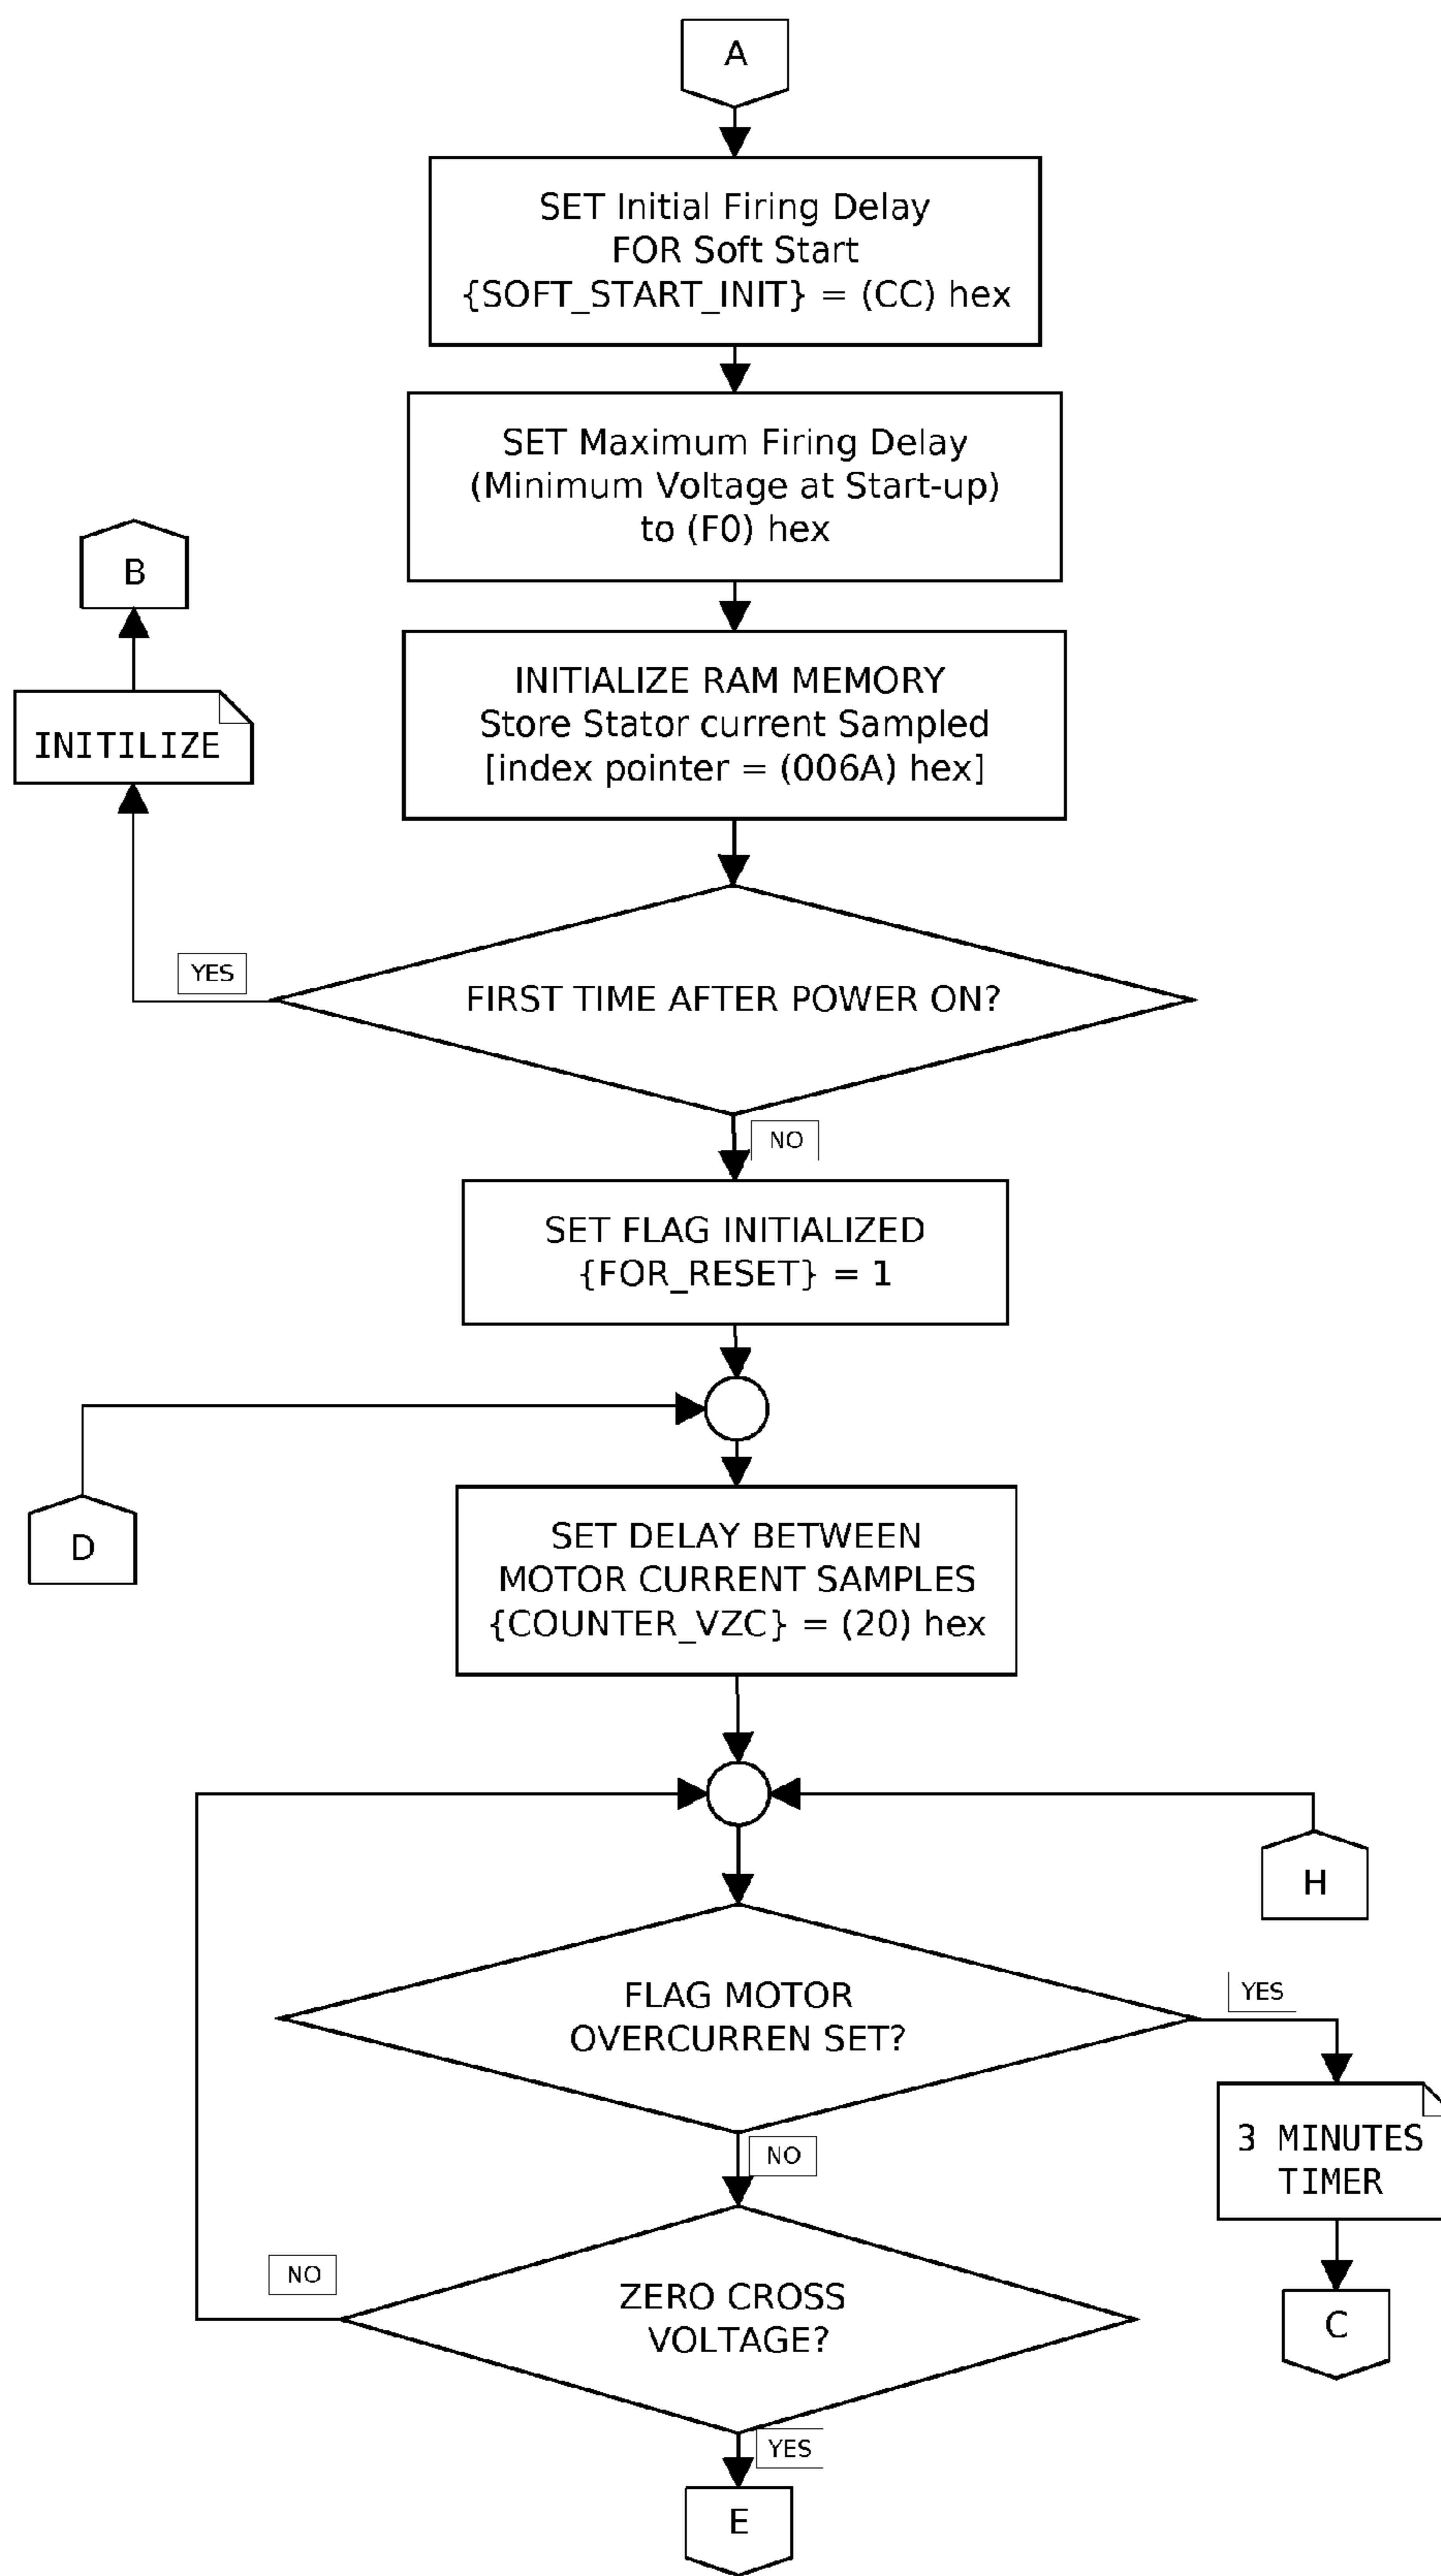 A
SET Initial Firing Delay
FOR Soft Start
{SOFT_START_INIT} = (CC) hex
SET Maximum Firing Delay
(Minimum Voltage at Start-up)
to (F0) hex
B
INITILIZE
INITIALIZE RAM MEMORY
Store Stator current Sampled
[index pointer = (006A) hex]
YES
FIRST TIME AFTER POWER ON?
NO
SET FLAG INITIALIZED
{FOR_RESET} = 1
D
SET DELAY BETWEEN
MOTOR CURRENT SAMPLES
{COUNTER_VZC} = (20) hex
H
FLAG MOTOR
OVERCURREN SET?
YES
3 MINUTES
TIMER
C
NO
NO
ZERO CROSS
VOLTAGE?
YES
E